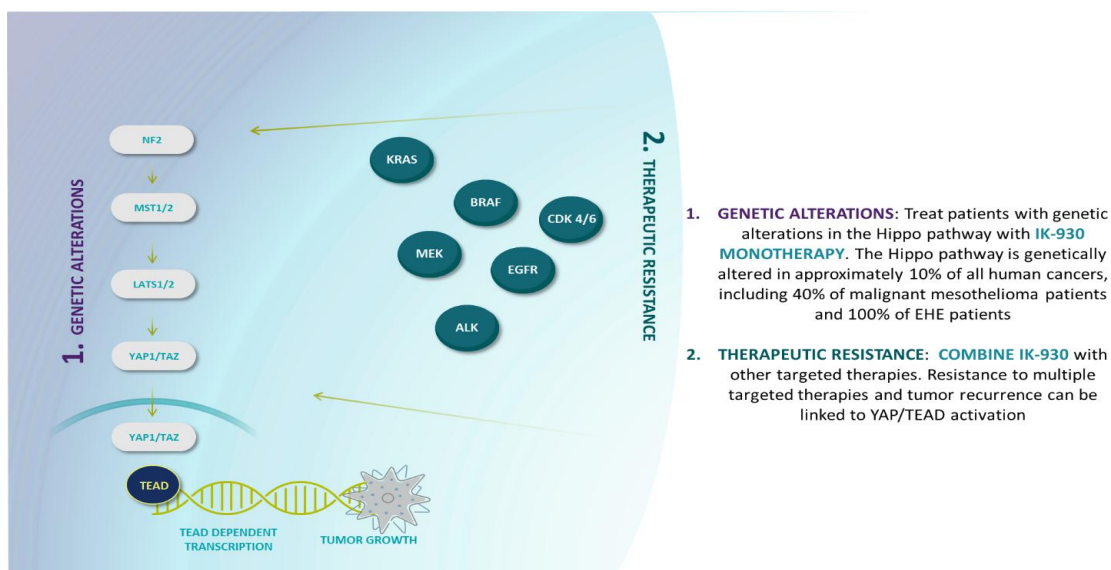 1. GENETIC ALTERATIONS
NF2
MST1/2
LATS1/2
YAP1/TAZ
YAP1/TAZ
TEAD
TEAD DEPENDENT
TRANSCRIPTION
TUMOR GROWTH
KRAS
BRAF
CDK 4/6
MEK
EGFR
ALK
2. THERAPEUTIC RESISTANCE
1. GENETIC ALTERATIONS: Treat patients with genetic
alterations in the Hippo pathway with IK-930
MONOTHERAPY. The Hippo pathway is genetically
altered in approximately 10% of all human cancers,
including 40% of malignant mesothelioma patients
and 100% of EHE patients
2. THERAPEUTIC RESISTANCE: COMBINE IK-930 with
other targeted therapies. Resistance to multiple
targeted therapies and tumor recurrence can be
linked to YAP/TEAD activation